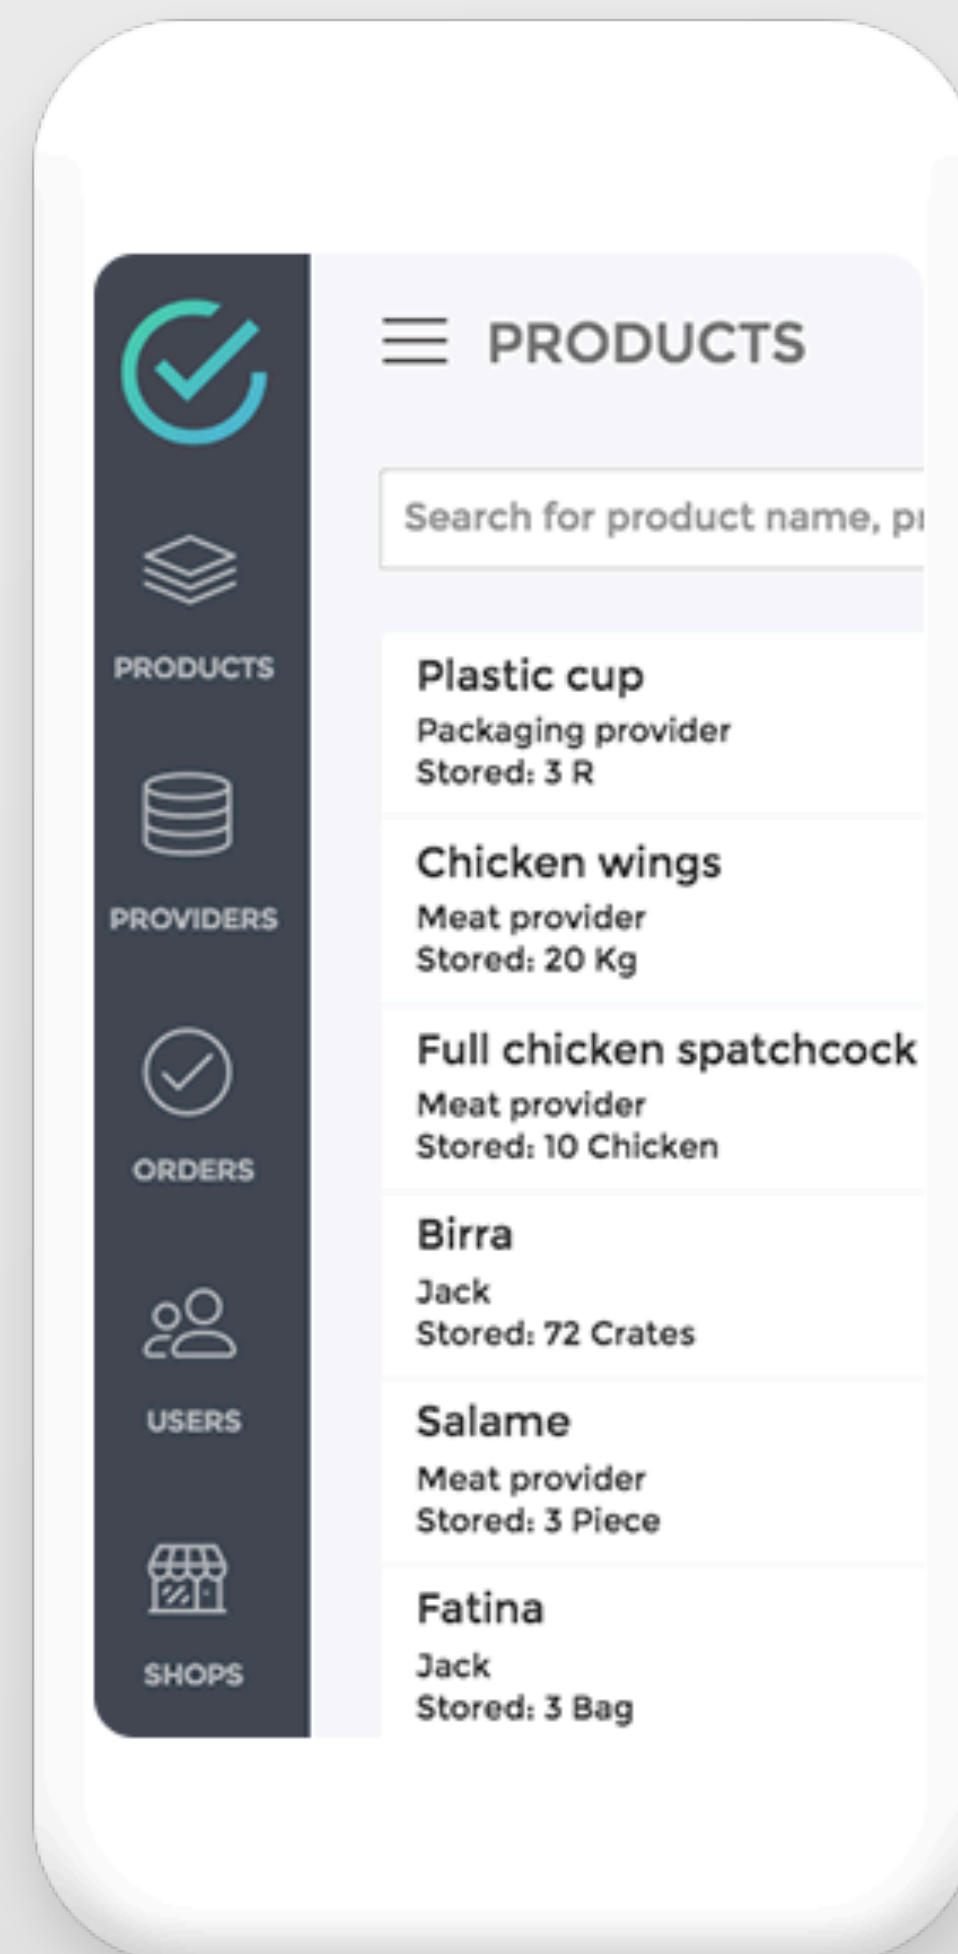 PRODUCTS
Search for product name,
PRODUCTS
PROVIDERS
ORDERS
USERS
SHOPS
Plastic cup
Packaging provider
Stored: 3 R
Chicken wings
Meat provider
Stored: 20 Kg
Full chicken spatchcock
Meat provider
Stored: 10 Chicken
Birra
Jack
Stored: 72 Crates
Salame
Meat provider
Stored: 3 Piece
Fatina
Jack
Stored: 3 Bag